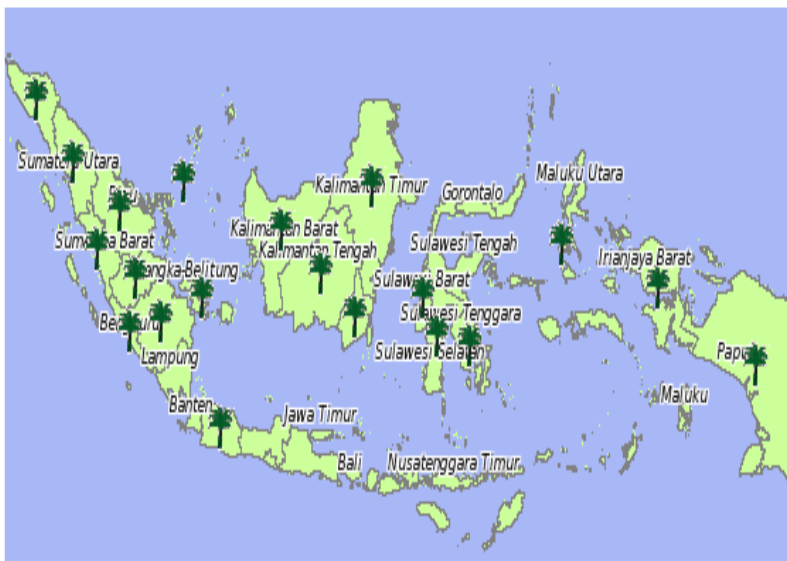 Sumatera Utara
Maluku Utara
Kalimantan Timur
Gorontalo
Kalimantan Barat
Sumatera Barat
Kalimantan Tengah
Sulawesi Tengah
Irianjaya Barat
Bangka-Belitung
Sulawesi Barat
Bengkulu
Sulawesi Tenggara
Lampung
Sulawesi Selatan
Papua
Maluku
Banten
Jawa Timur
Bali
Nusatenggara Timur